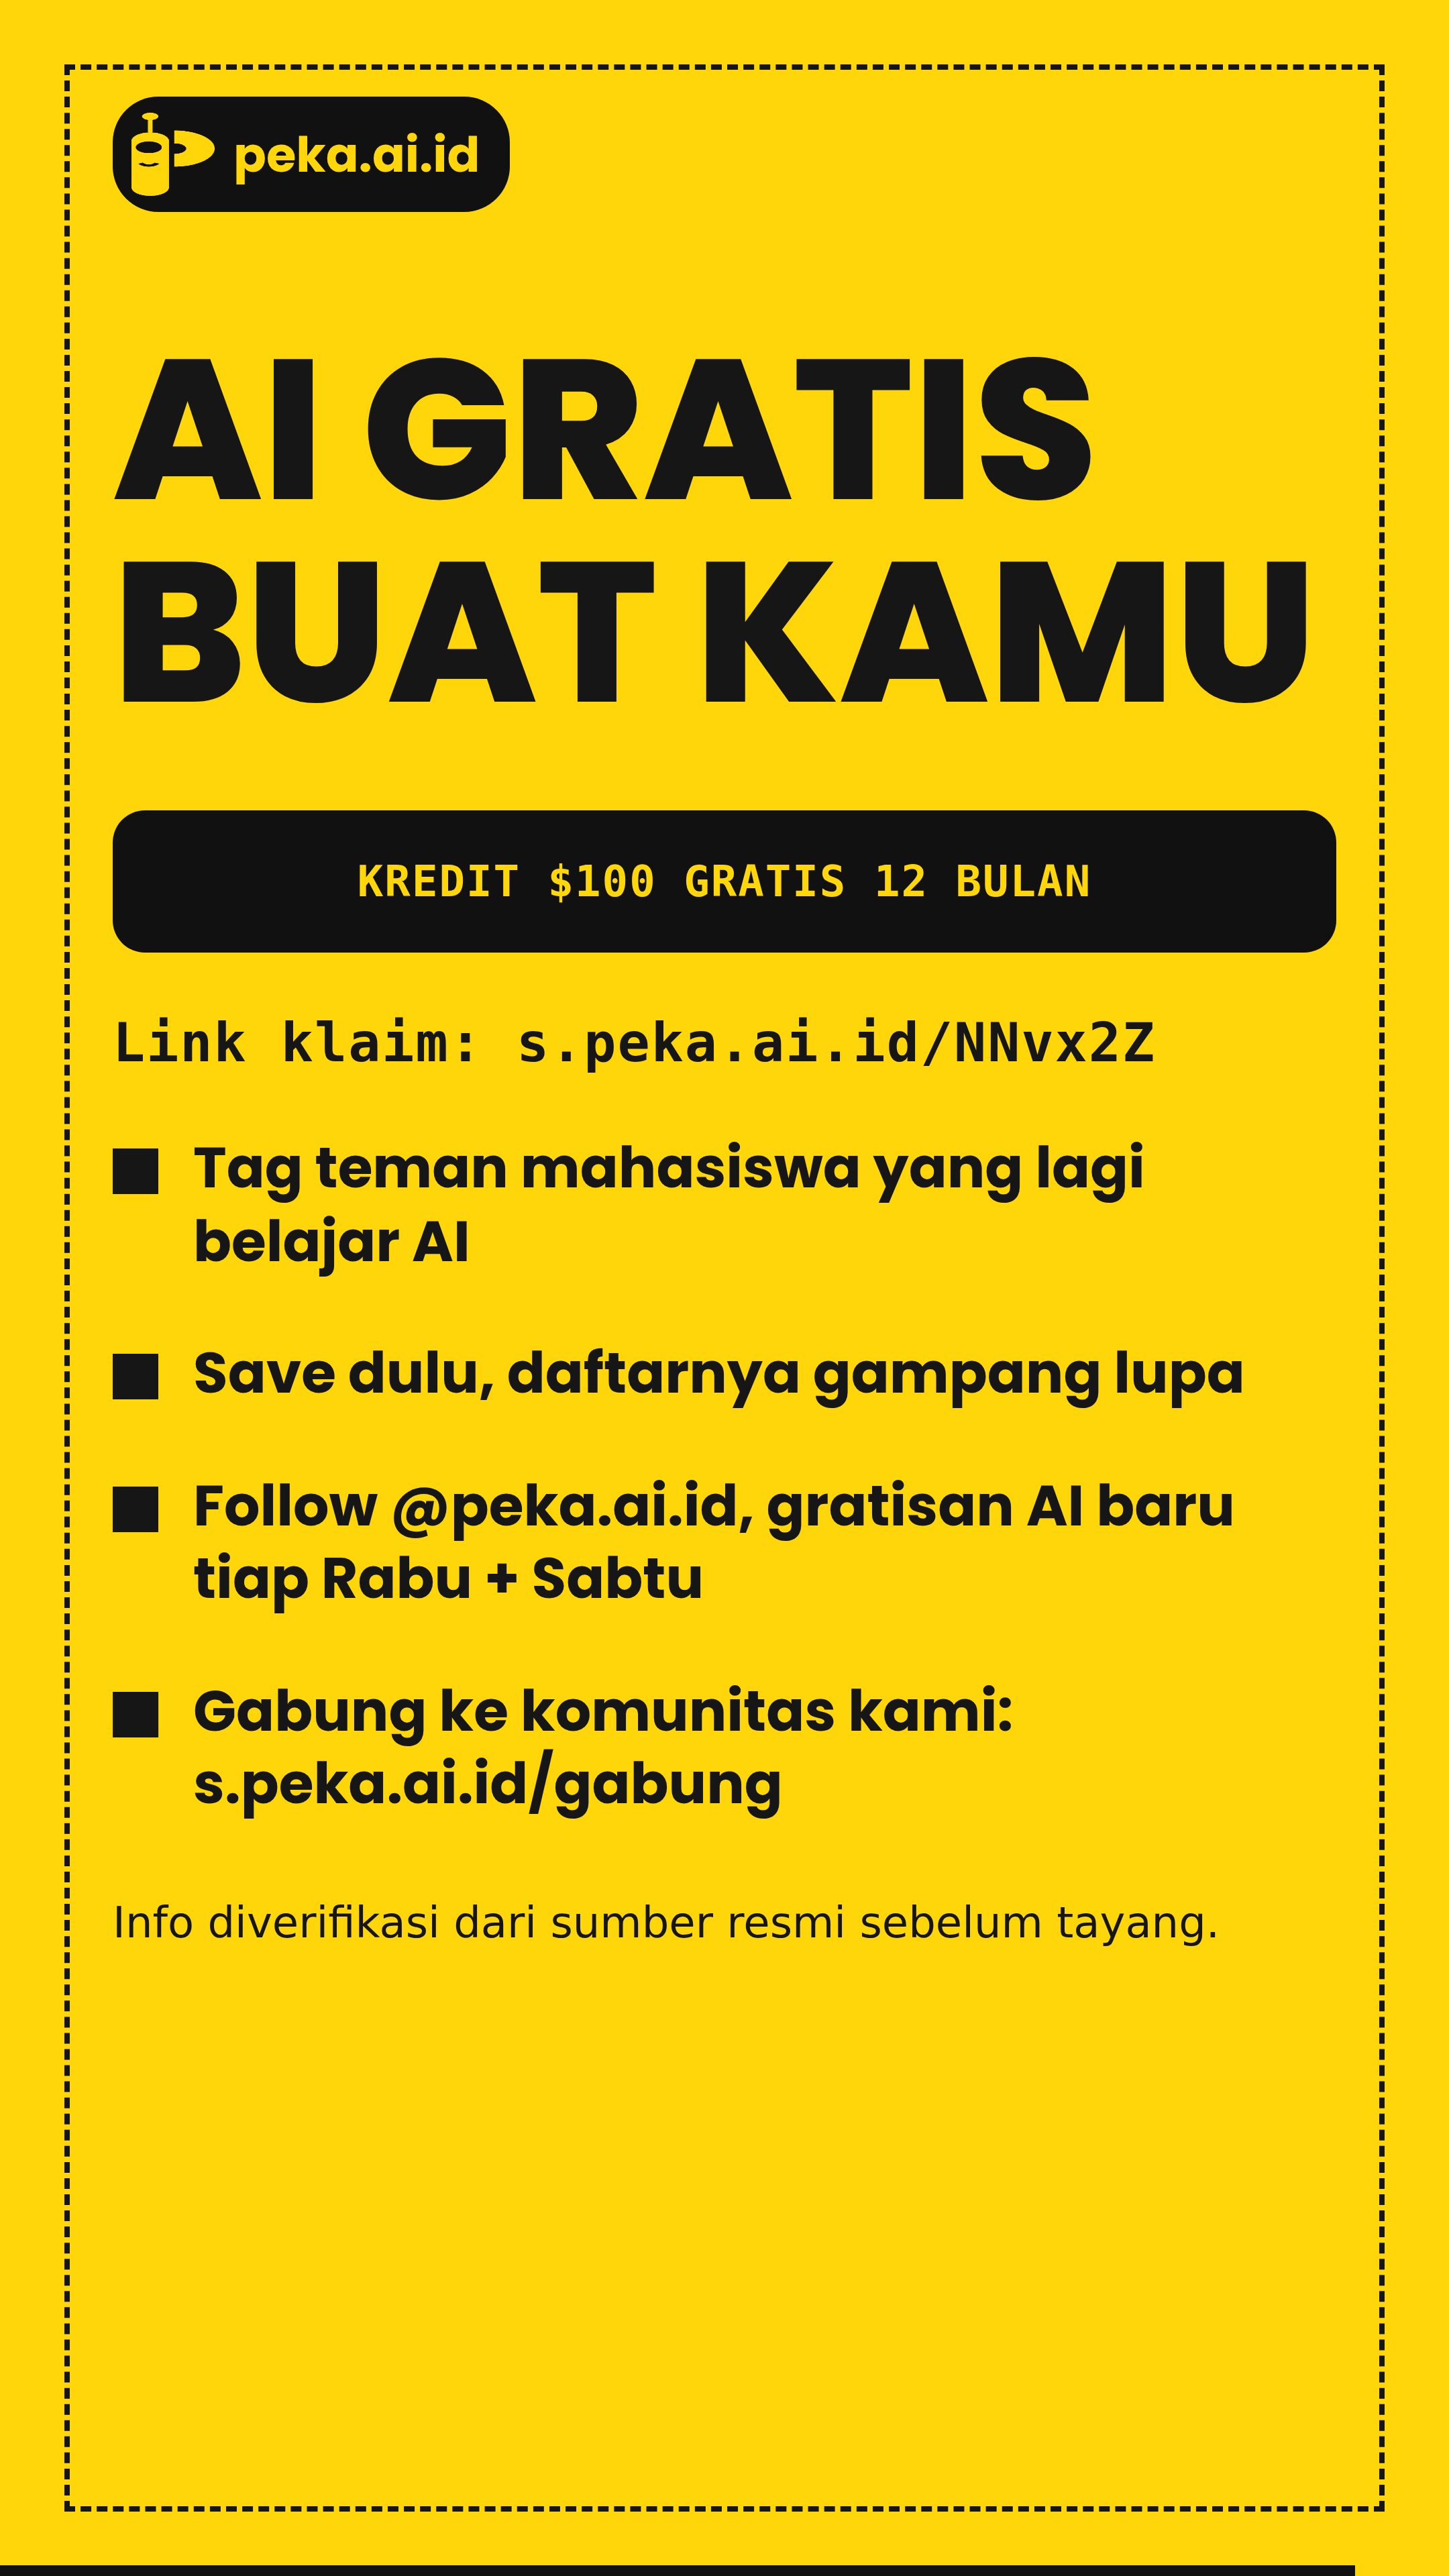 peka.ai.id
AI GRATIS
BUAT KAMU
KREDIT $100 GRATIS 12 BULAN
Link klaim: s.peka.ai.id/NNvx2Z
Tag teman mahasiswa yang lagi
belajar AI
Save dulu, daftarnya gampang lupa
Follow @peka.ai.id, gratisan AI baru
tiap Rabu + Sabtu
Gabung ke komunitas kami:
s.peka.ai.id/gabung
Info diverifikasi dari sumber resmi sebelum tayang.